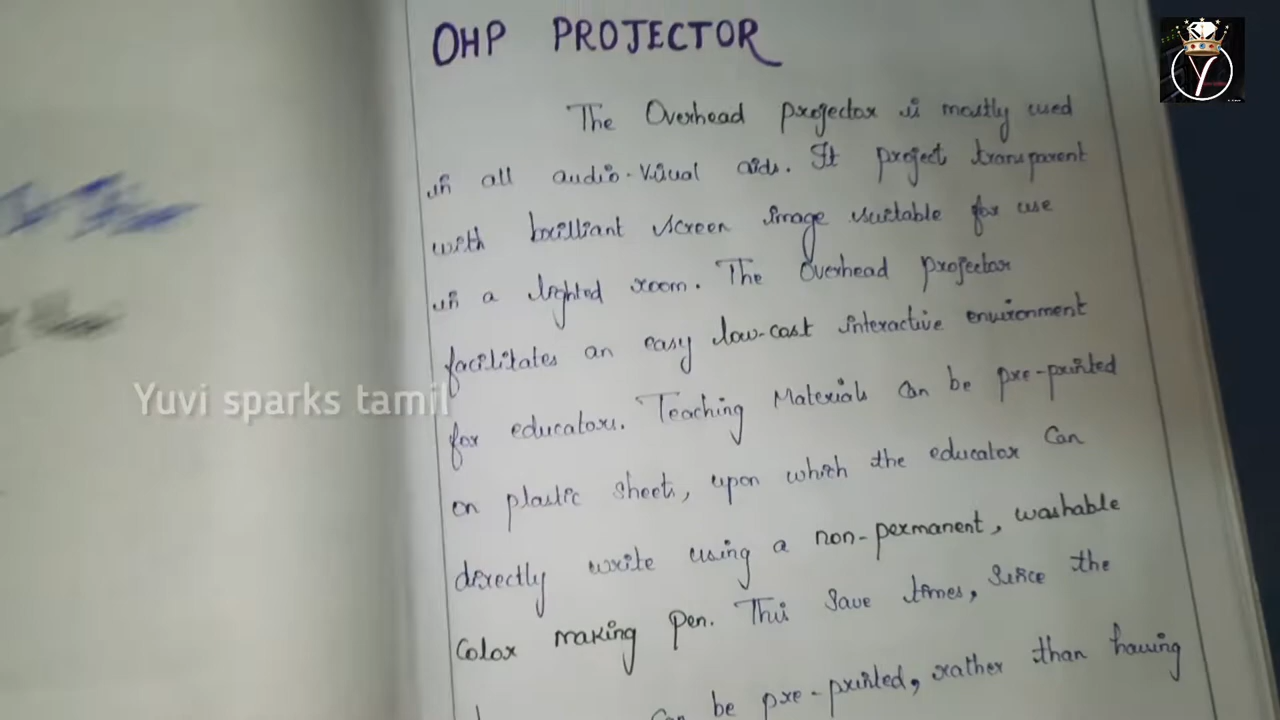 OHP PROJECTOR
The Overhead projector is mostly used
in all audio-visual aids. It project transparent
with brilliant screen image suitable for use
in a lighted room. The Overhead projector
facilitates an easy low-cost interactive environment
for educators. Teaching Materials can be pre-printed
on plastic sheets, upon which the educator can
directly write using a non-permanent, washable
Color making pen. This save times, since the
can be pre-printed, rather than having
Yuvi sparks tamil
Y